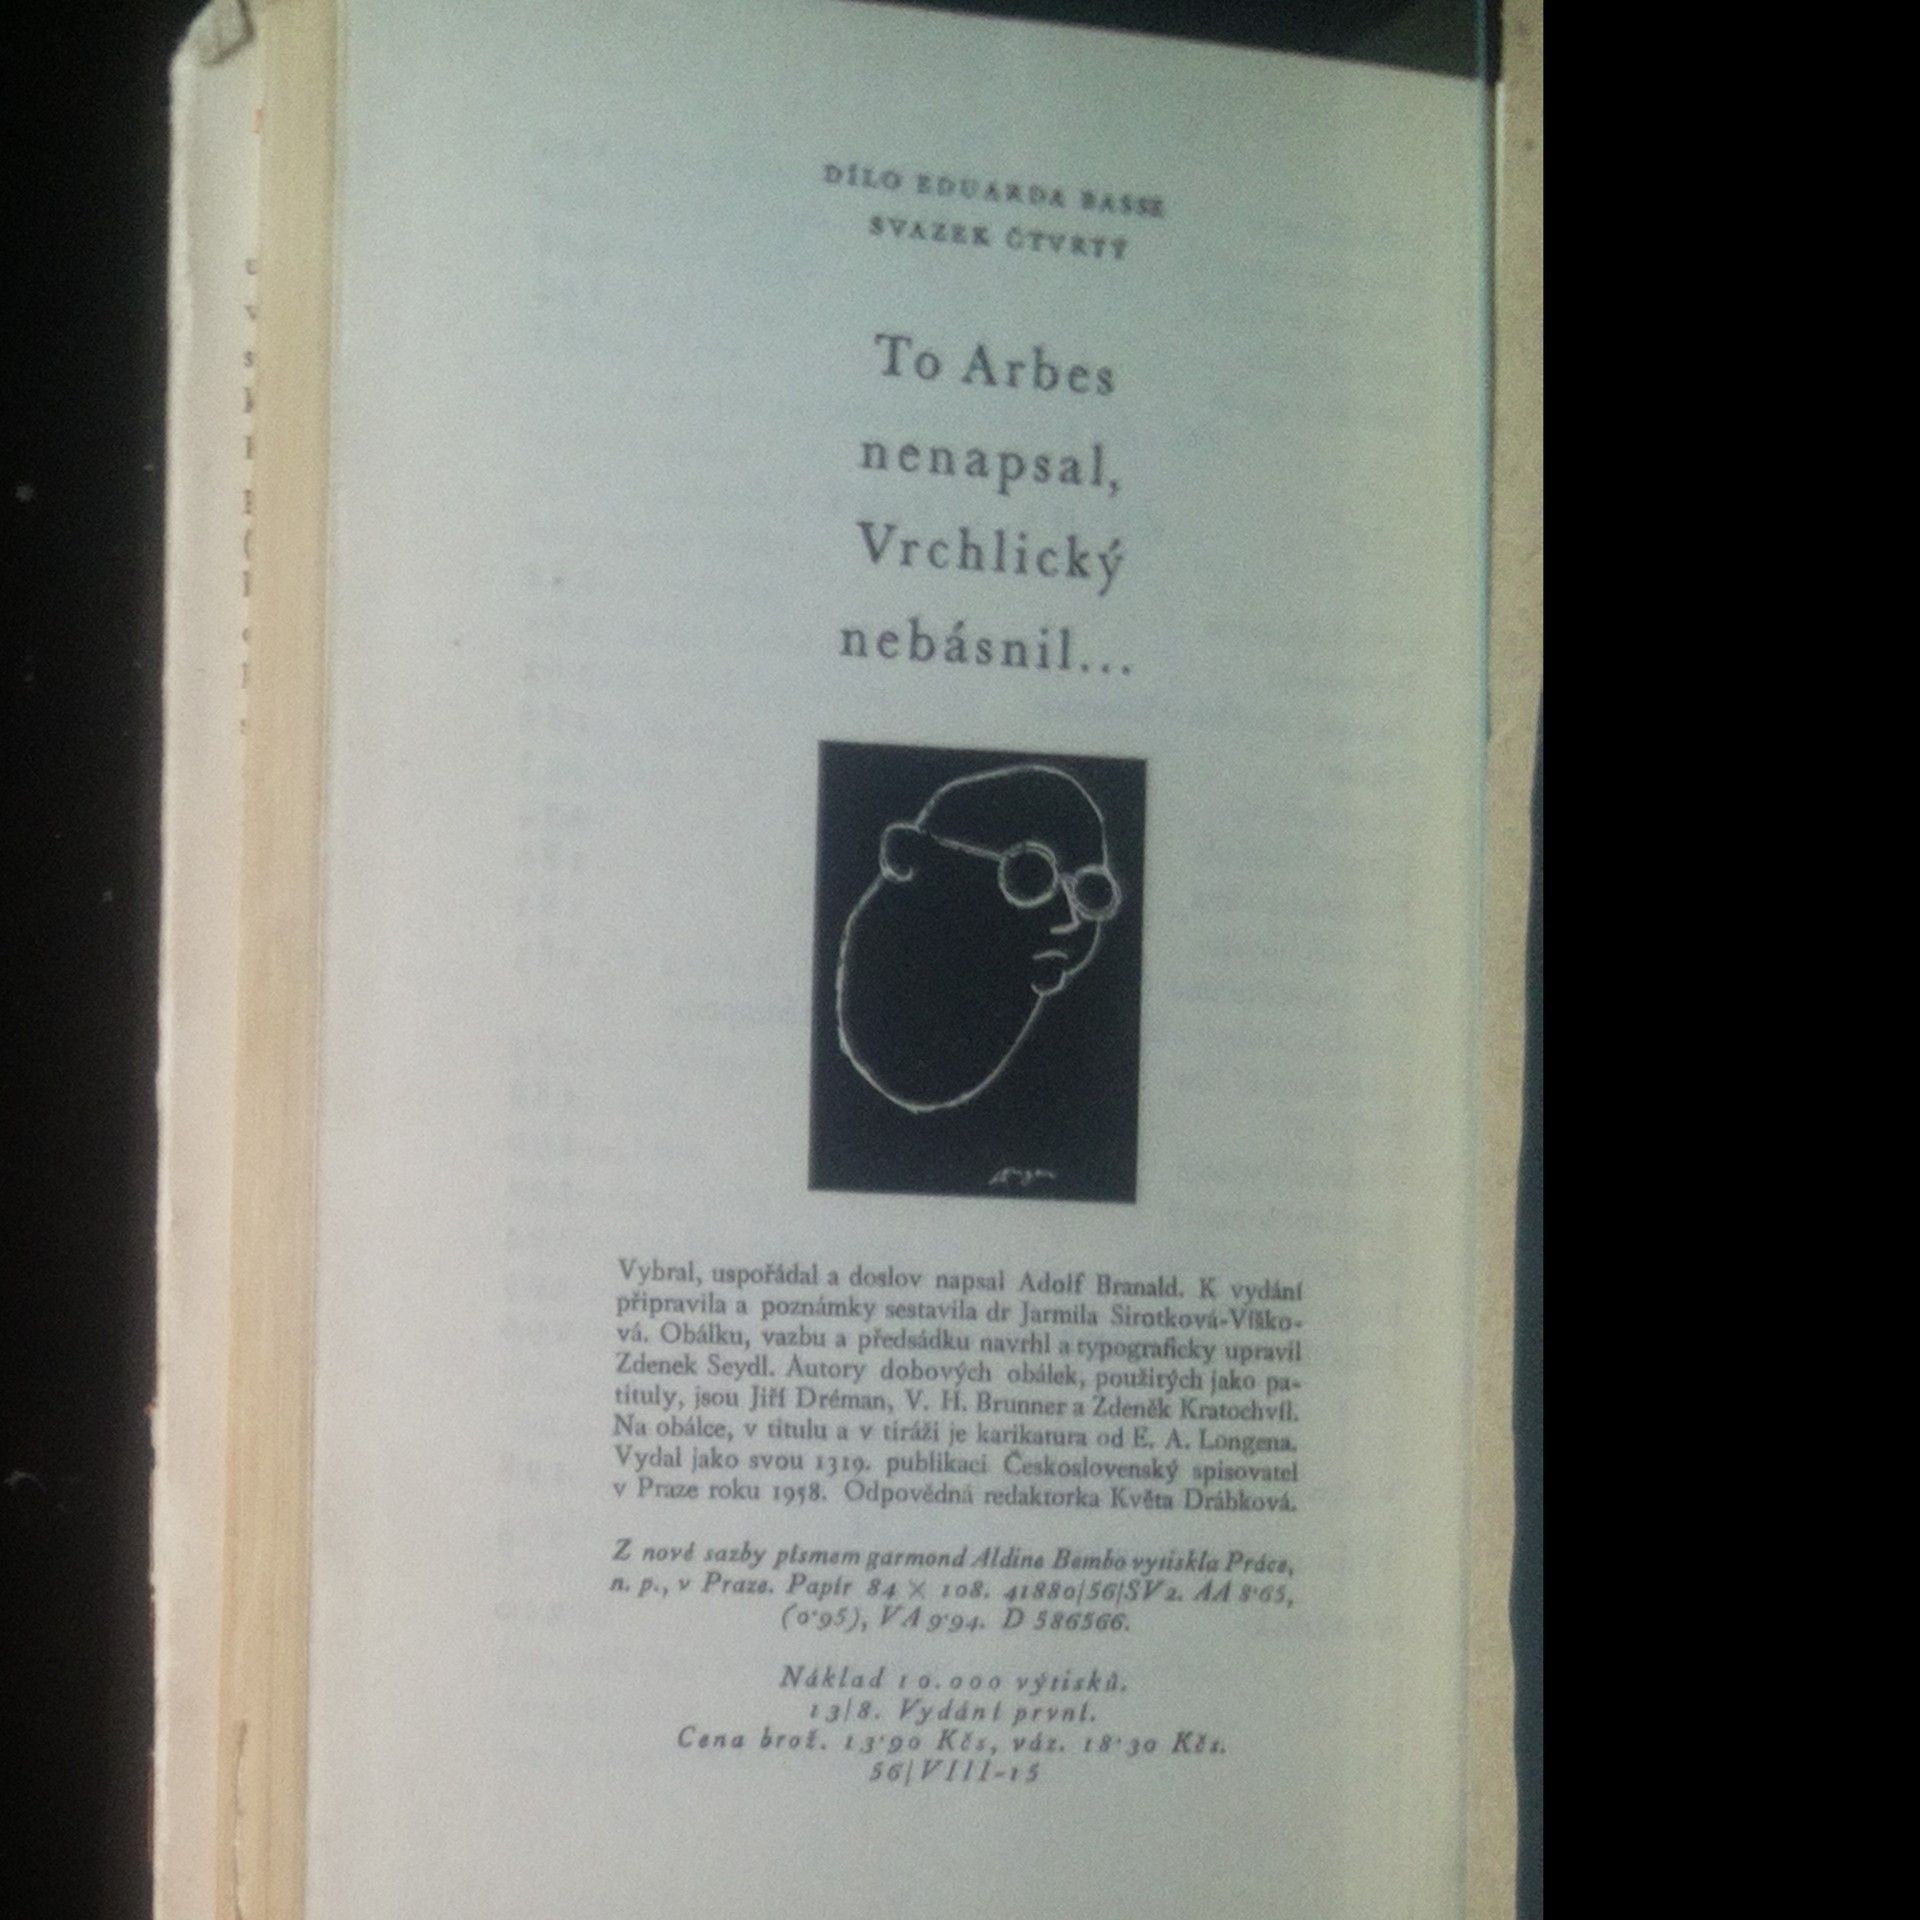 DÍLO EDUARDA BASSE
SVAZEK ČTVRTÝ
To Arbes
nenapsal,
Vrchlický
nebásnil...
Vybral, uspořádal a doslov napsal Adolf Branald. K vydání
připravila a poznámky sestavila dr Jarmila Sirotková-Víško-
vá. Obálku, vazbu a předsádku navrhl a typograficky upravil
Zdenek Seydl. Autory dobových obálek, použitých jako pa-
tituly, jsou Jiří Dréman, V. H. Brunner a Zdeněk Kratochvíl.
Na obálce, v titulu a v tiráži je karikatura od E. A. Longena.
Vydal jako svou 1319. publikaci Československý spisovatel
v Praze roku 1958. Odpovědná redaktorka Květa Drábková.
Z nové sazby písmem garmond Aldine Bembo vytiskla Práce,
n. p., v Praze. Papír 84 × 108. 41880|56|SV2. AA 8·65,
(0·95), VA 9·94. D 586566.
Náklad 10.000 výtisků.
13|8. Vydání první.
Cena brož. 13·90 Kčs, váz. 18·30 Kčs.
56|VIII-15